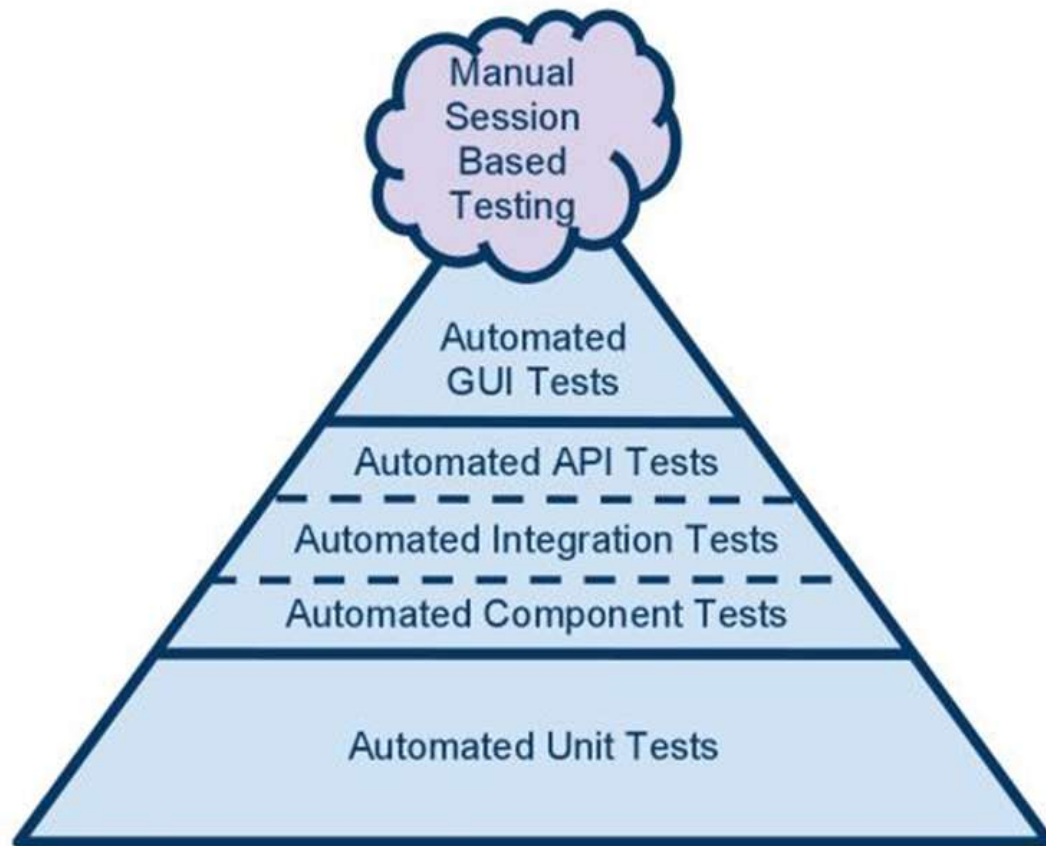 Manual
Session
Based
Testing
Automated
GUI Tests
Automated API Tests
Automated Integration Tests
Automated Component Tests
Automated Unit Tests